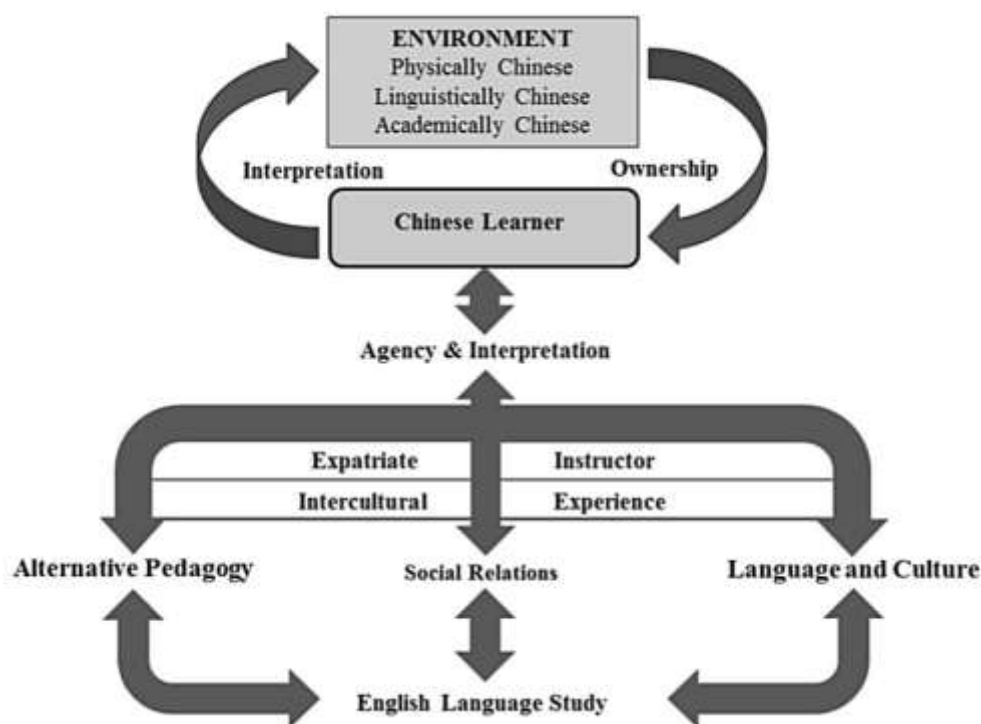 ENVIRONMENT
Physically Chinese
Linguistically Chinese
Academically Chinese
Interpretation
Ownership
Chinese Learner
Agency & Interpretation
Expatriate Instructor
Intercultural Experience
Alternative Pedagogy
Social Relations
Language and Culture
English Language Study